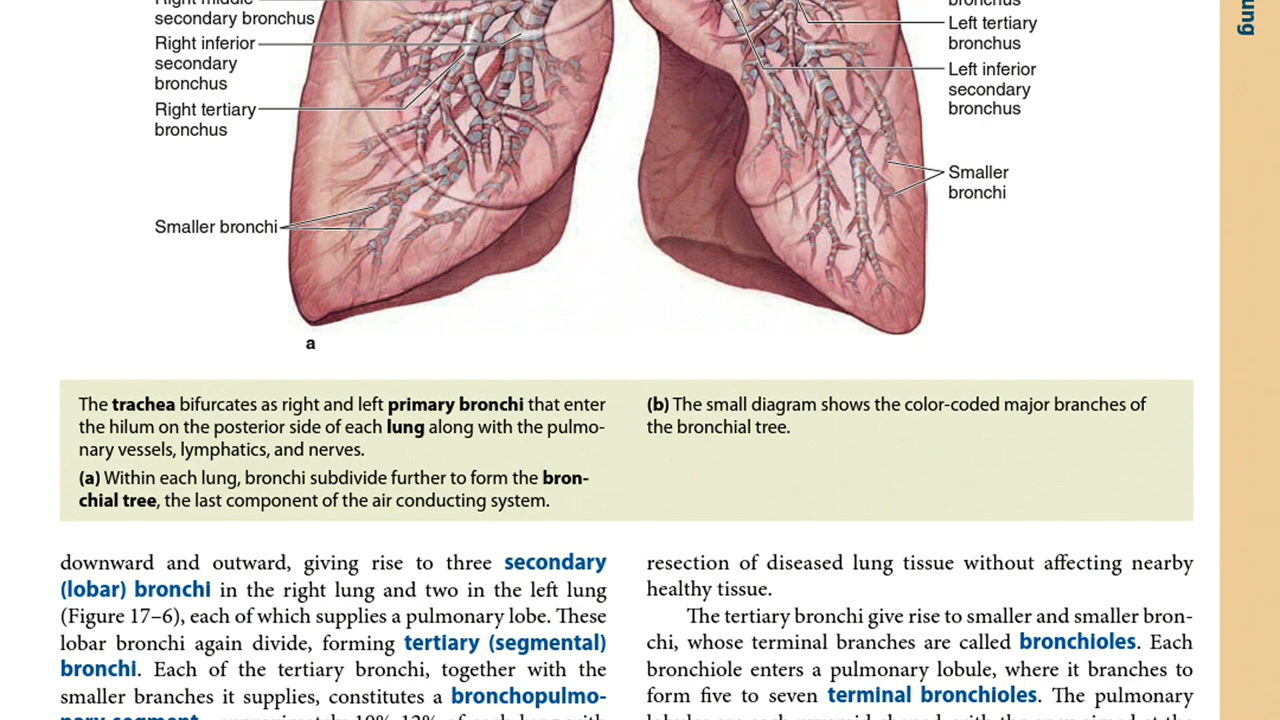 secondary bronchus
Right inferior
secondary
bronchus
Right tertiary
bronchus
Smaller bronchi
bronchus
Left tertiary
bronchus
Left inferior
secondary
bronchus
Smaller
bronchi
a
The trachea bifurcates as right and left primary bronchi that enter
the hilum on the posterior side of each lung along with the pulmo-
nary vessels, lymphatics, and nerves.
(a) Within each lung, bronchi subdivide further to form the bron-
chial tree, the last component of the air conducting system.
(b) The small diagram shows the color-coded major branches of
the bronchial tree.
downward and outward, giving rise to three secondary
(lobar) bronchi in the right lung and two in the left lung
(Figure 17–6), each of which supplies a pulmonary lobe. These
lobar bronchi again divide, forming tertiary (segmental)
bronchi. Each of the tertiary bronchi, together with the
smaller branches it supplies, constitutes a bronchopulmo-
resection of diseased lung tissue without affecting nearby
healthy tissue.
The tertiary bronchi give rise to smaller and smaller bron-
chi, whose terminal branches are called bronchioles. Each
bronchiole enters a pulmonary lobule, where it branches to
form five to seven terminal bronchioles. The pulmonary